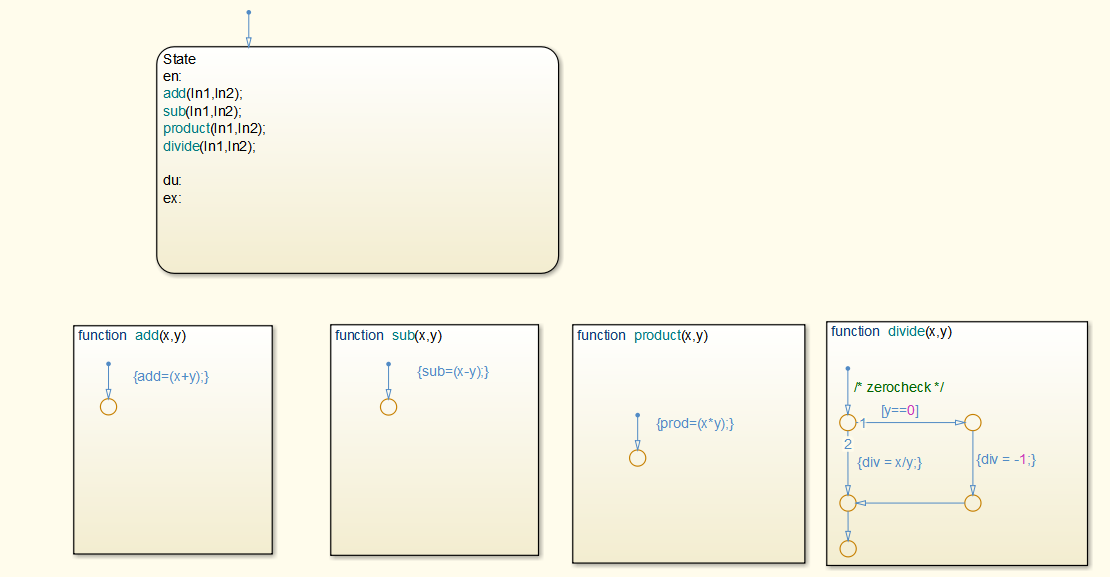 State
en:
add(In1,In2);
sub(In1,In2);
product(In1,In2);
divide(In1,In2);
du:
ex:
function add(x,y)
{add=(x+y);}
function sub(x,y)
{sub=(x-y);}
function product(x,y)
{prod=(x*y);}
function divide(x,y)
/* zerocheck */
[y==0]
1
2
{div = x/y;}
{div = -1;}